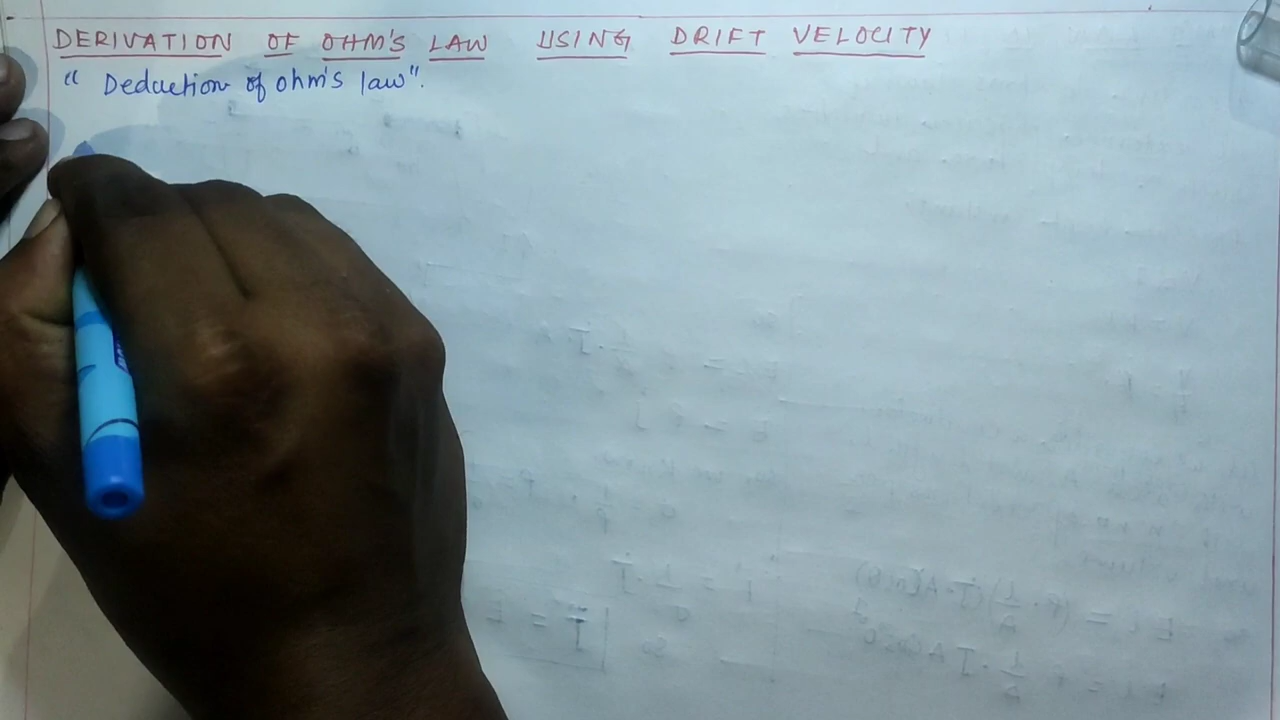 DERIVATION OF OHM'S LAW USING DRIFT VELOCITY
" Deduction of ohm's law".